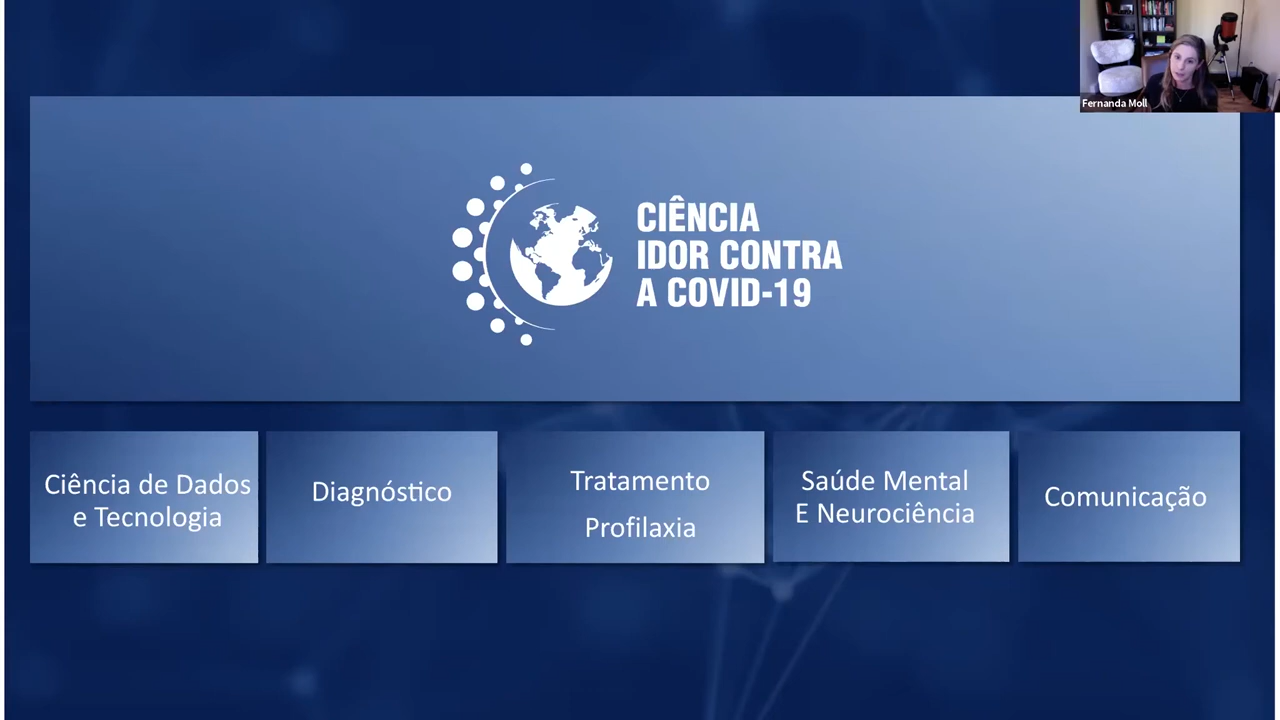 Fernanda Moll
CIÊNCIA
IDOR CONTRA
A COVID-19
Ciência de Dados
e Tecnologia
Diagnóstico
Tratamento
Profilaxia
Saúde Mental
E Neurociência
Comunicação